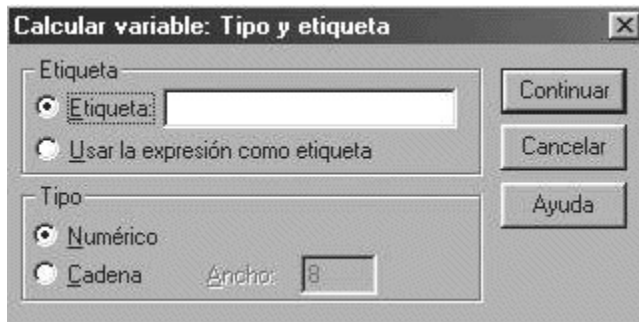 Calcular variable: Tipo y etiqueta
Etiqueta
Etiqueta:
Usar la expresión como etiqueta
Tipo
Numérico
Cadena Ancho: 8
Continuar
Cancelar
Ayuda